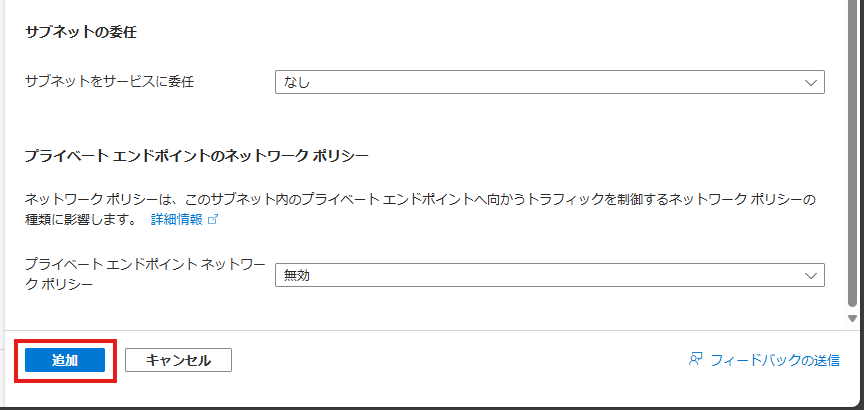 サブネットの委任
サブネットをサービスに委任
なし
プライベート エンドポイントのネットワーク ポリシー
ネットワーク ポリシーは、このサブネット内のプライベート エンドポイントへ向かうトラフィックを制御するネットワーク ポリシーの
種類に影響します。 詳細情報
プライベート エンドポイント ネットワー
ク ポリシー
無効
追加
キャンセル
フィードバックの送信